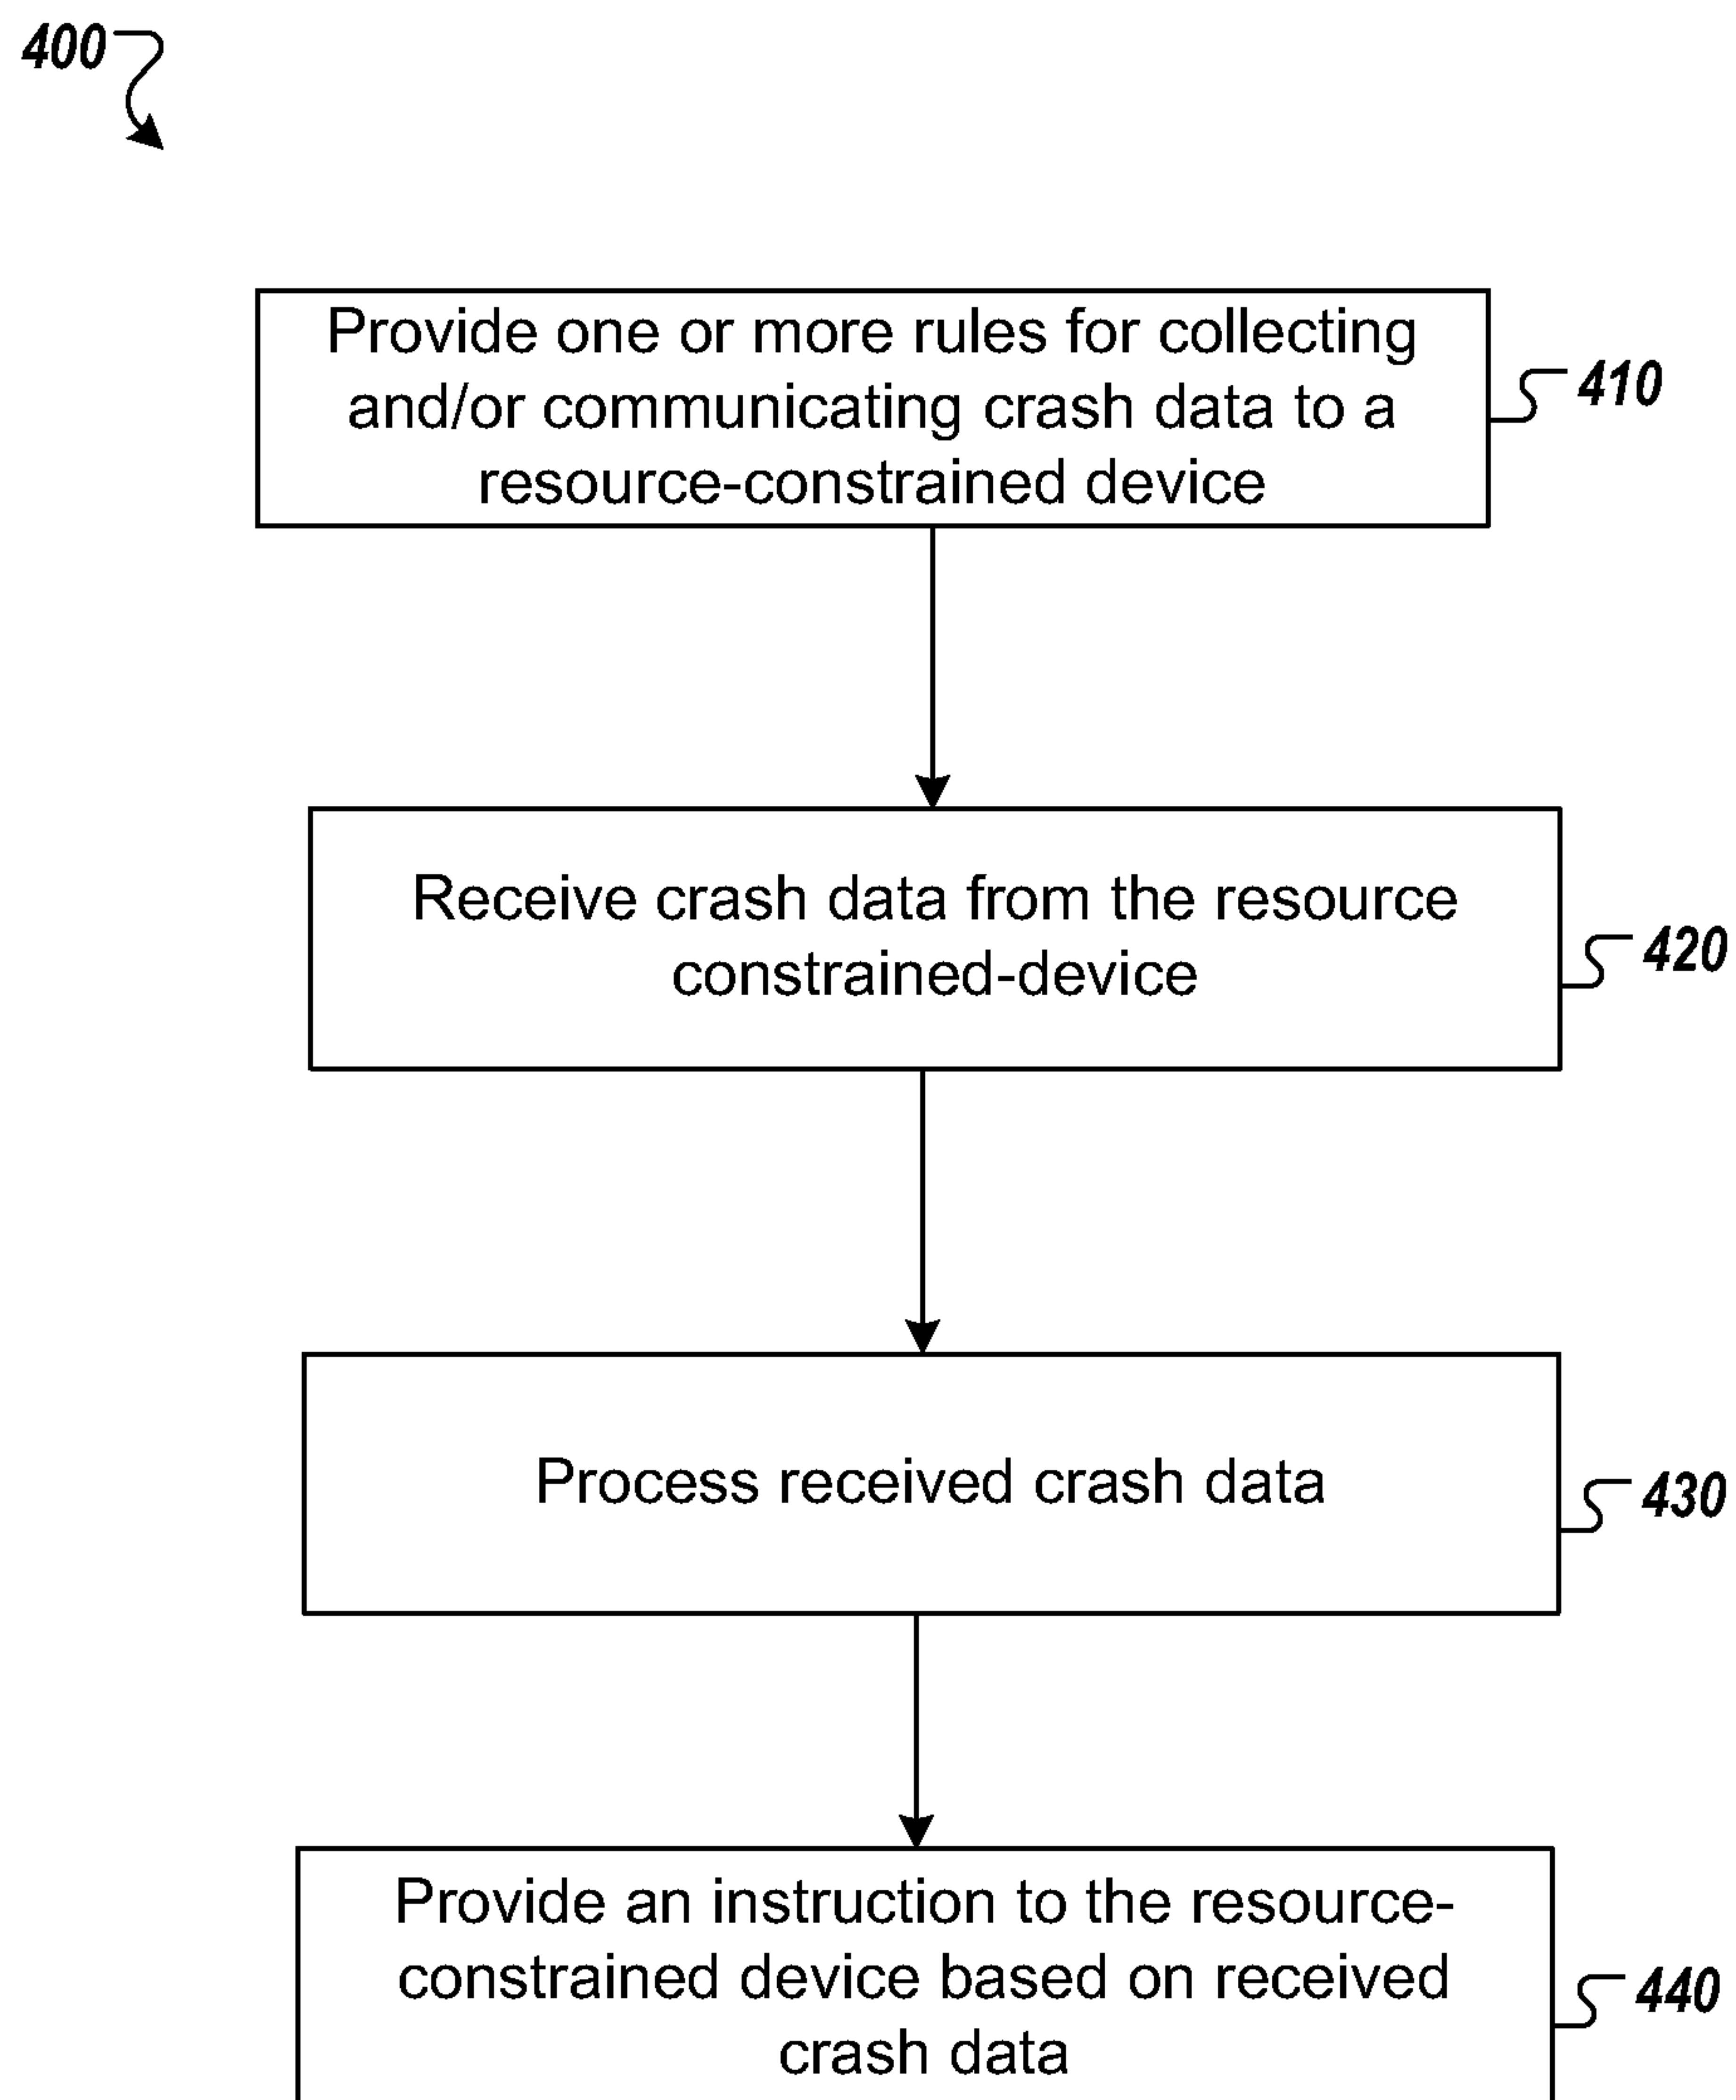 400
Provide one or more rules for collecting
and/or communicating crash data to a
resource-constrained device
410
Receive crash data from the resource
constrained-device
420
Process received crash data
430
Provide an instruction to the resource-
constrained device based on received
crash data
440